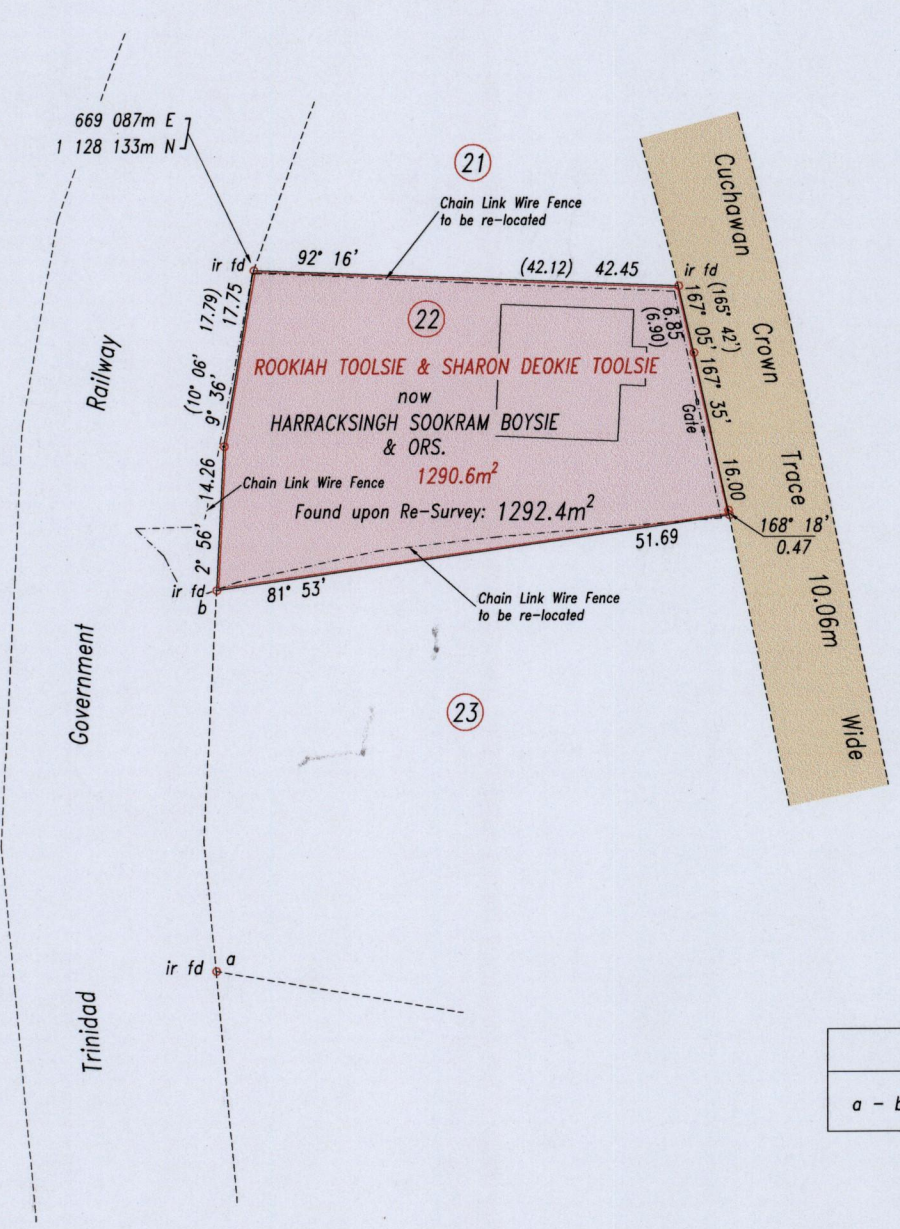 669 087m E
1 128 133m N
21
Cuchawan Crown Trace 10.06m Wide
Chain Link Wire Fence
to be re-located
ir fd
92° 16'
(42.12) 42.45
ir fd
(17.79)
17.75
(165° 42')
167° 05'
6.85
(6.90)
22
ROOKIAH TOOLSIE & SHARON DEOKIE TOOLSIE
now
HARRACKSINGH SOOKRAM BOYSIE
& ORS.
1290.6m²
Found upon Re-Survey: 1292.4m²
(10° 06')
9° 36'
167° 35'
Gate
16.00
Chain Link Wire Fence
14.26
2° 56'
168° 18'
0.47
51.69
ir fd
b
81° 53'
Chain Link Wire Fence
to be re-located
23
Trinidad Government Railway
ir fd
a
a - b